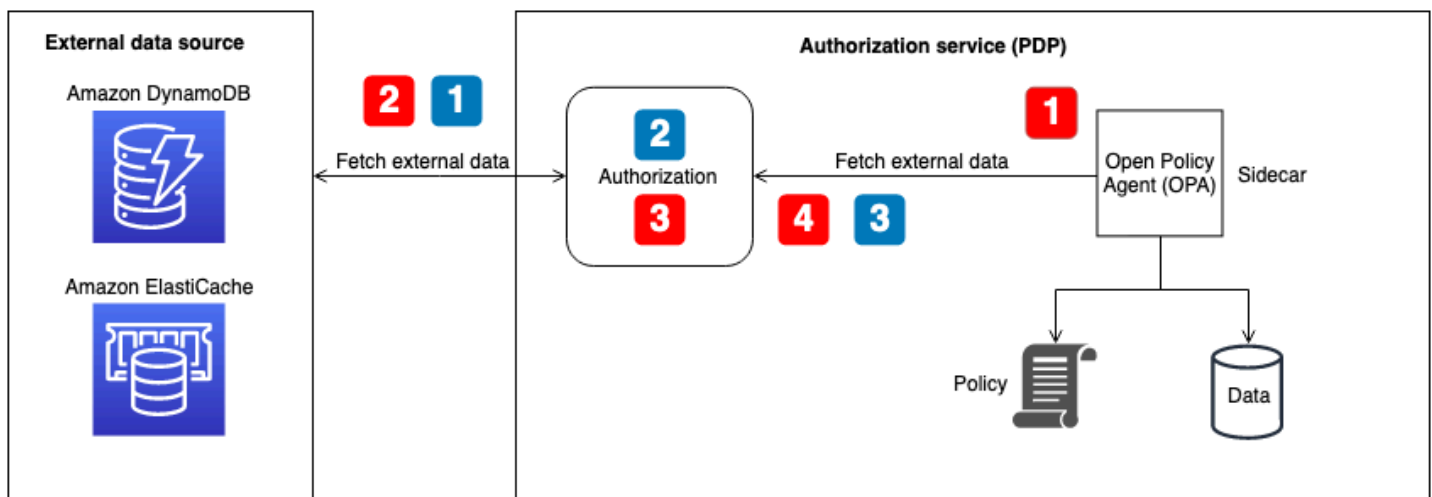 External data source
Amazon DynamoDB
Amazon ElastiCache
2 1
Fetch external data
Authorization service (PDP)
2
Authorization
3
1
Fetch external data
4 3
Open Policy
Agent (OPA)
Sidecar
Policy
Data